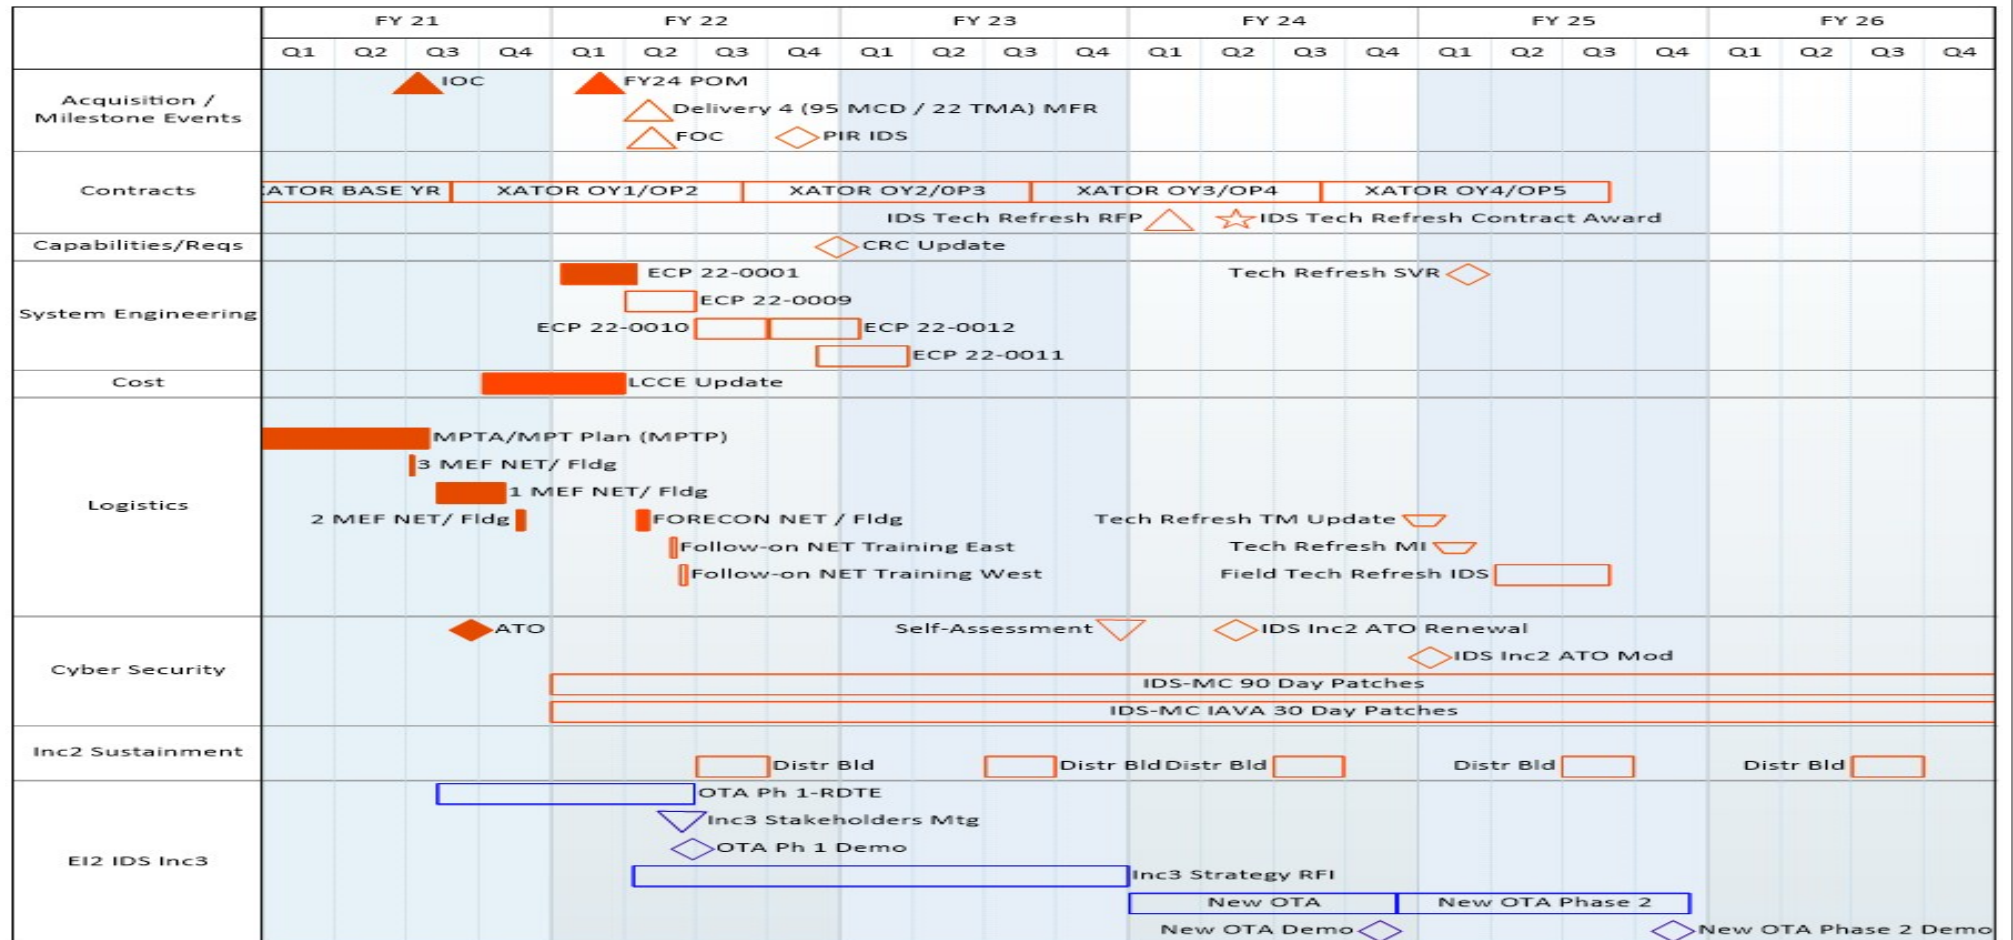 FY 21 FY 22 FY 23 FY 24 FY 25 FY 26
Q1 Q2 Q3 Q4 Q1 Q2 Q3 Q4 Q1 Q2 Q3 Q4 Q1 Q2 Q3 Q4 Q1 Q2 Q3 Q4 Q1 Q2 Q3 Q4
Acquisition /
Milestone Events
IOC FY24 POM
Delivery 4 (95 MCD / 22 TMA) MFR
FOC PIR IDS
Contracts
ATOR BASE YR XATOR OY1/OP2 XATOR OY2/0P3 XATOR OY3/OP4 XATOR OY4/OP5
IDS Tech Refresh RFP IDS Tech Refresh Contract Award
Capabilities/Reqs CRC Update
System Engineering
ECP 22-0001 Tech Refresh SVR
ECP 22-0009
ECP 22-0010 ECP 22-0012
ECP 22-0011
Cost LCCE Update
Logistics
MPTA/MPT Plan (MPTP)
3 MEF NET/ Fldg
1 MEF NET/ Fldg
2 MEF NET/ Fldg FORECON NET / Fldg Tech Refresh TM Update
Follow-on NET Training East Tech Refresh MI
Follow-on NET Training West Field Tech Refresh IDS
Cyber Security
ATO Self-Assessment IDS Inc2 ATO Renewal
IDS Inc2 ATO Mod
IDS-MC 90 Day Patches
IDS-MC IAVA 30 Day Patches
Inc2 Sustainment
Distr Bld Distr Bld Distr Bld Distr Bld Distr Bld
EI2 IDS Inc3
OTA Ph 1-RDTE
Inc3 Stakeholders Mtg
OTA Ph 1 Demo
Inc3 Strategy RFI
New OTA New OTA Phase 2
New OTA Demo New OTA Phase 2 Demo